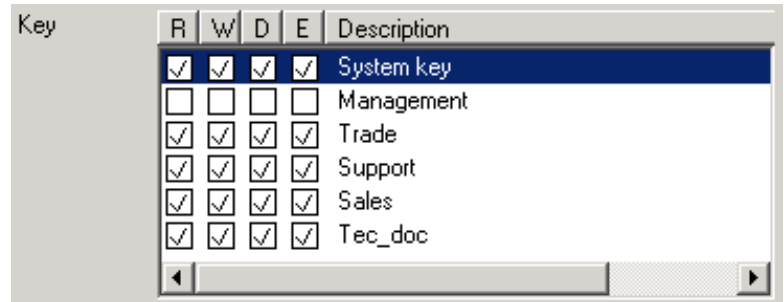 Key
R W D E Description
System key
Management
Trade
Support
Sales
Tec_doc